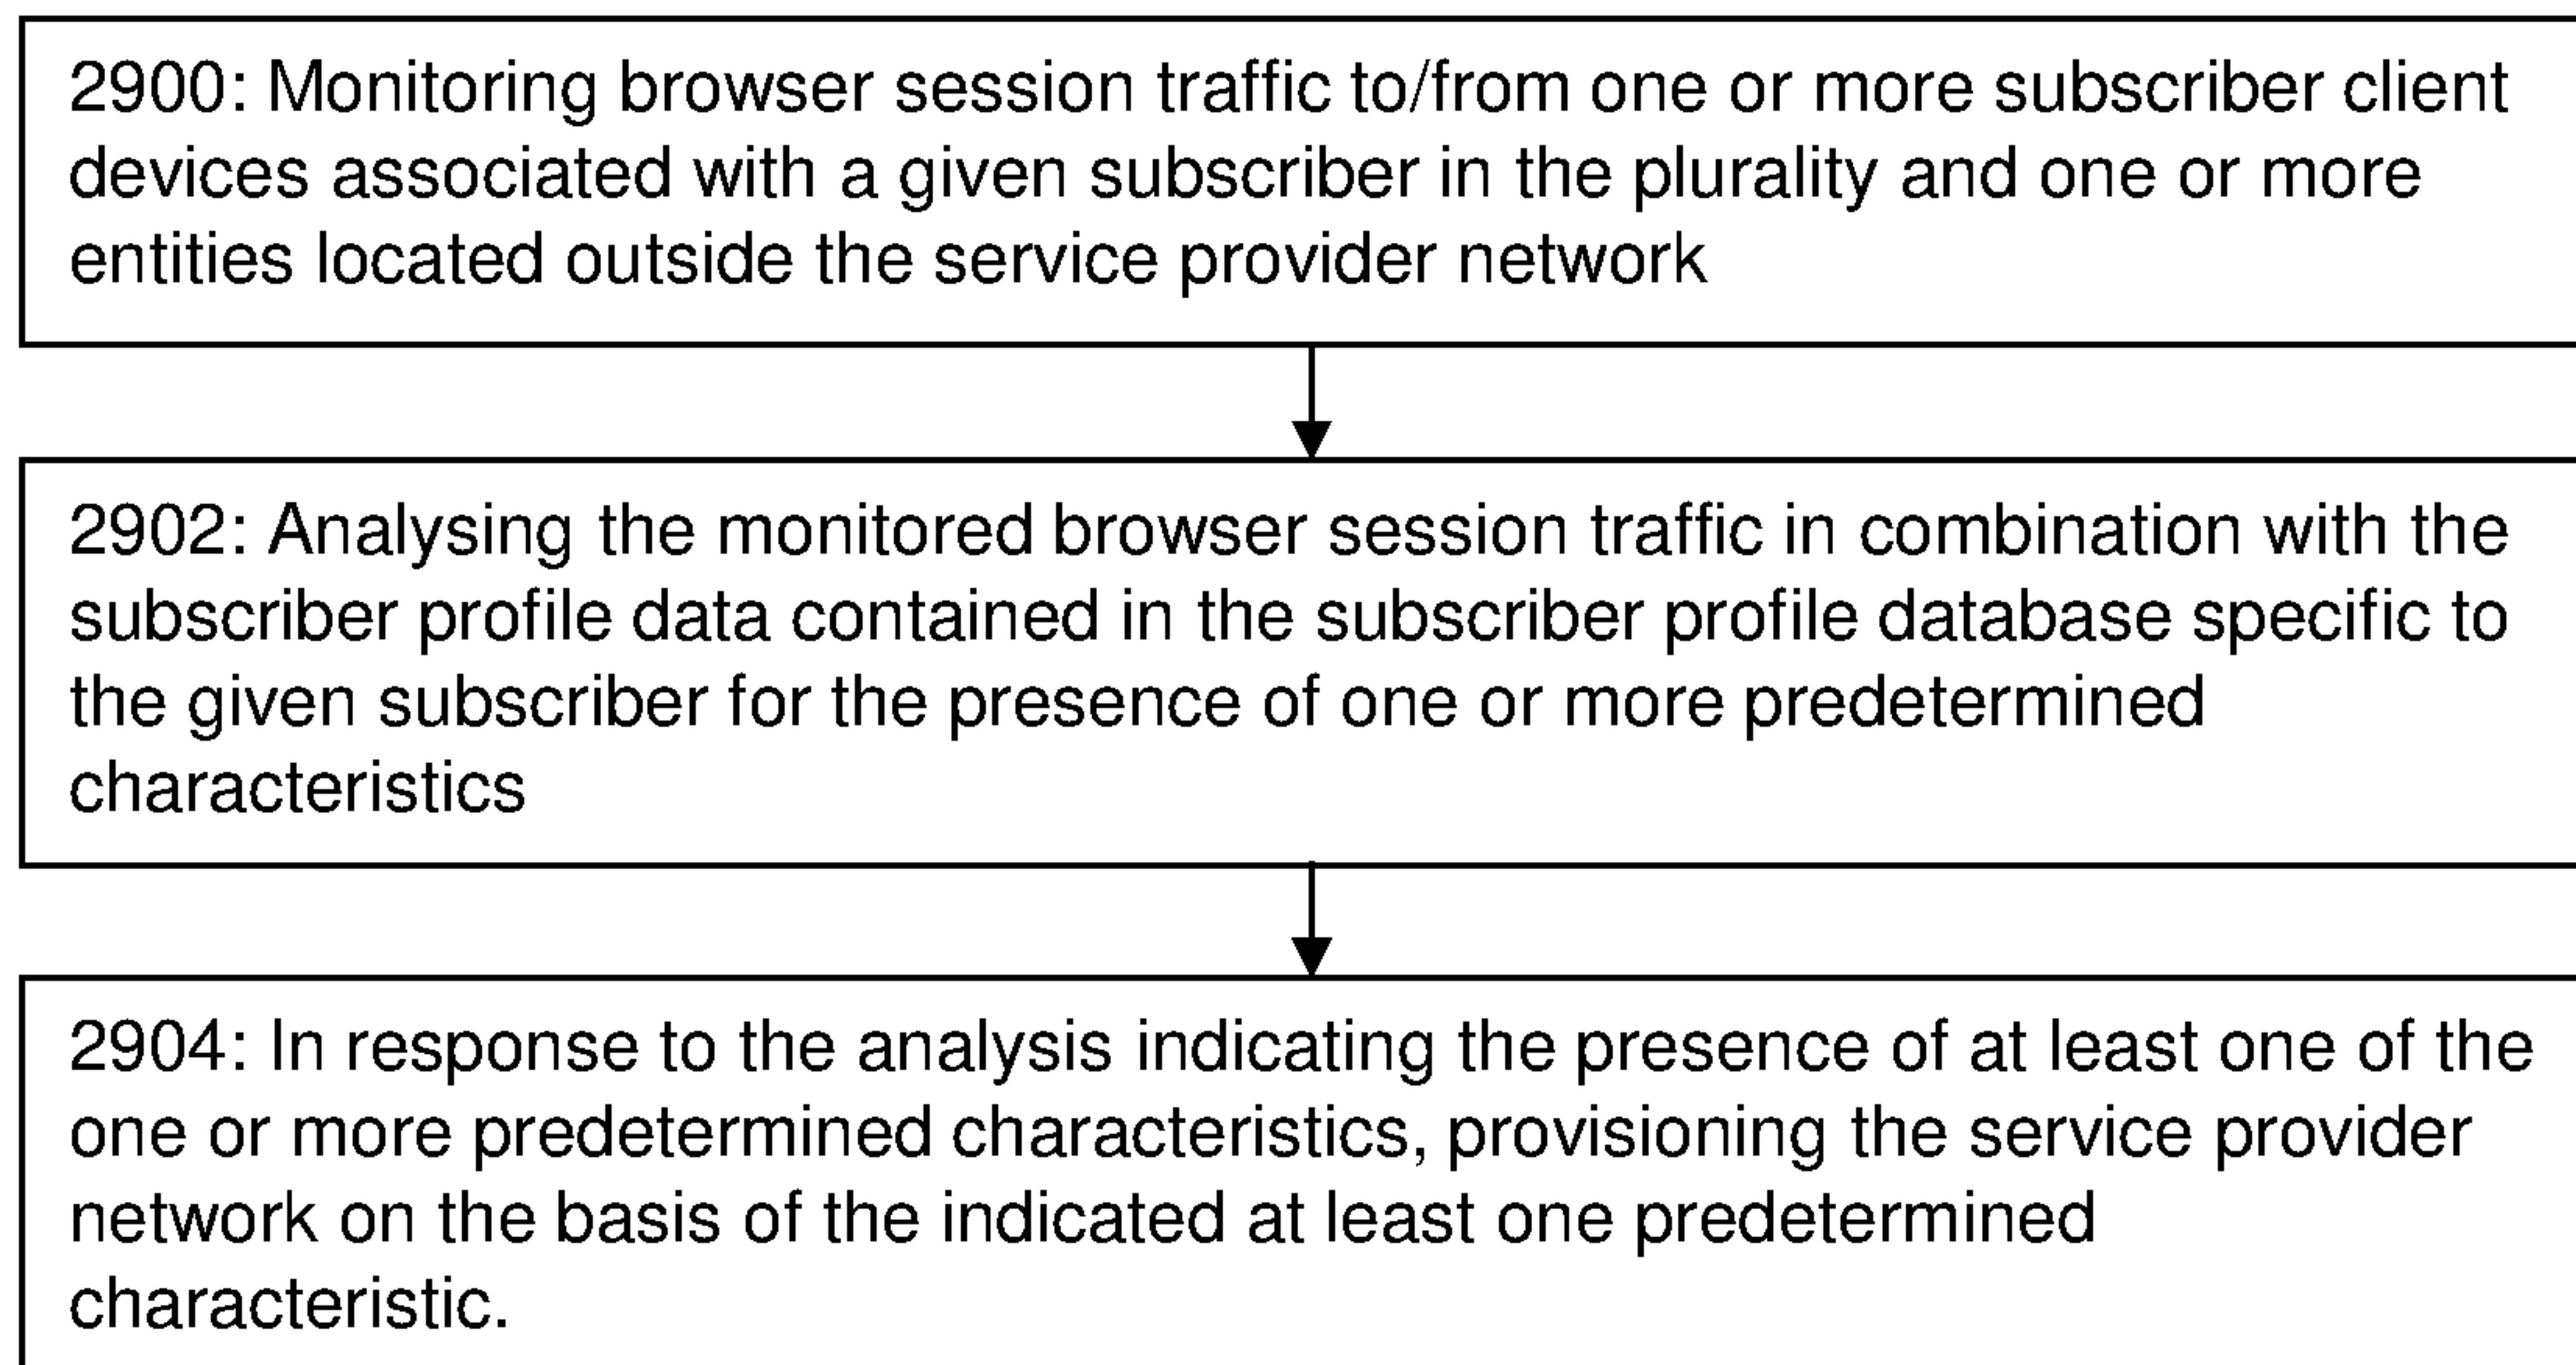 2900: Monitoring browser session traffic to/from one or more subscriber client
devices associated with a given subscriber in the plurality and one or more
entities located outside the service provider network
2902: Analysing the monitored browser session traffic in combination with the
subscriber profile data contained in the subscriber profile database specific to
the given subscriber for the presence of one or more predetermined
characteristics
2904: In response to the analysis indicating the presence of at least one of the
one or more predetermined characteristics, provisioning the service provider
network on the basis of the indicated at least one predetermined
characteristic.